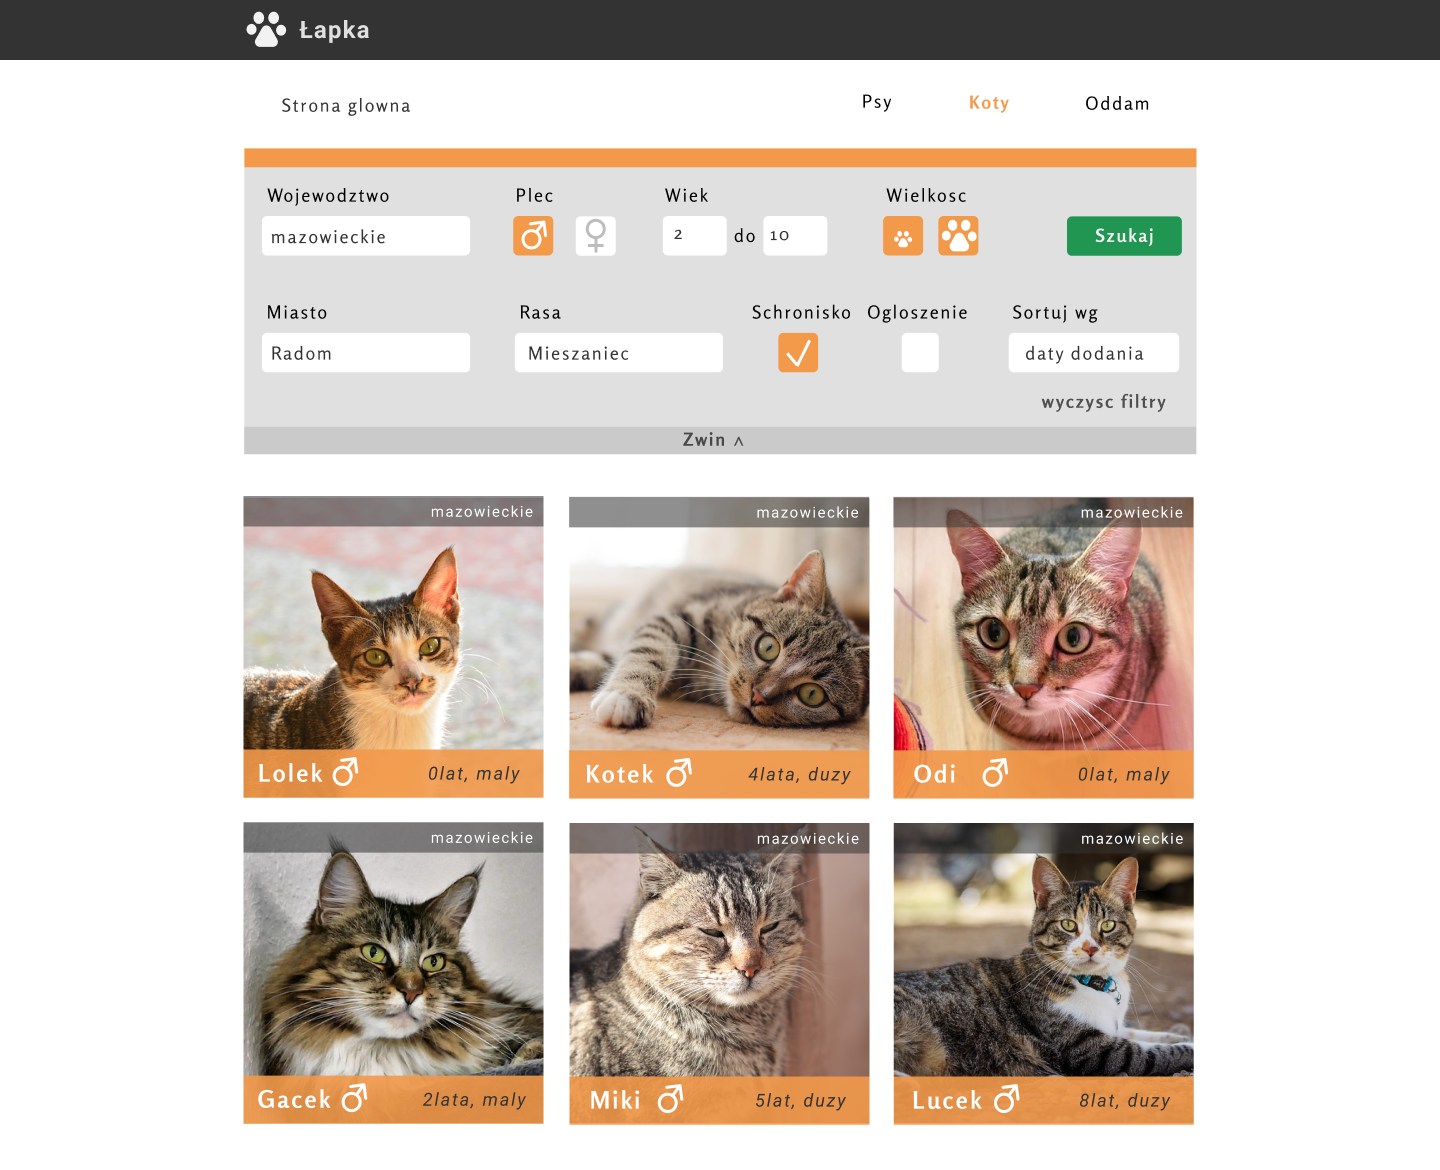 Łapka
Strona glowna Psy Koty Oddam
Wojewodztwo Plec Wiek Wielkosc
mazowieckie 2 do 10 Szukaj
Miasto Rasa Schronisko Ogloszenie Sortuj wg
Radom Mieszaniec daty dodania
wyczysc filtry
Zwin ^
mazowieckie mazowieckie mazowieckie
Lolek ♂ 0lat, maly Kotek ♂ 4lata, duzy Odi ♂ 0lat, maly
mazowieckie mazowieckie mazowieckie
Gacek ♂ 2lata, maly Miki ♂ 5lat, duzy Lucek ♂ 8lat, duzy